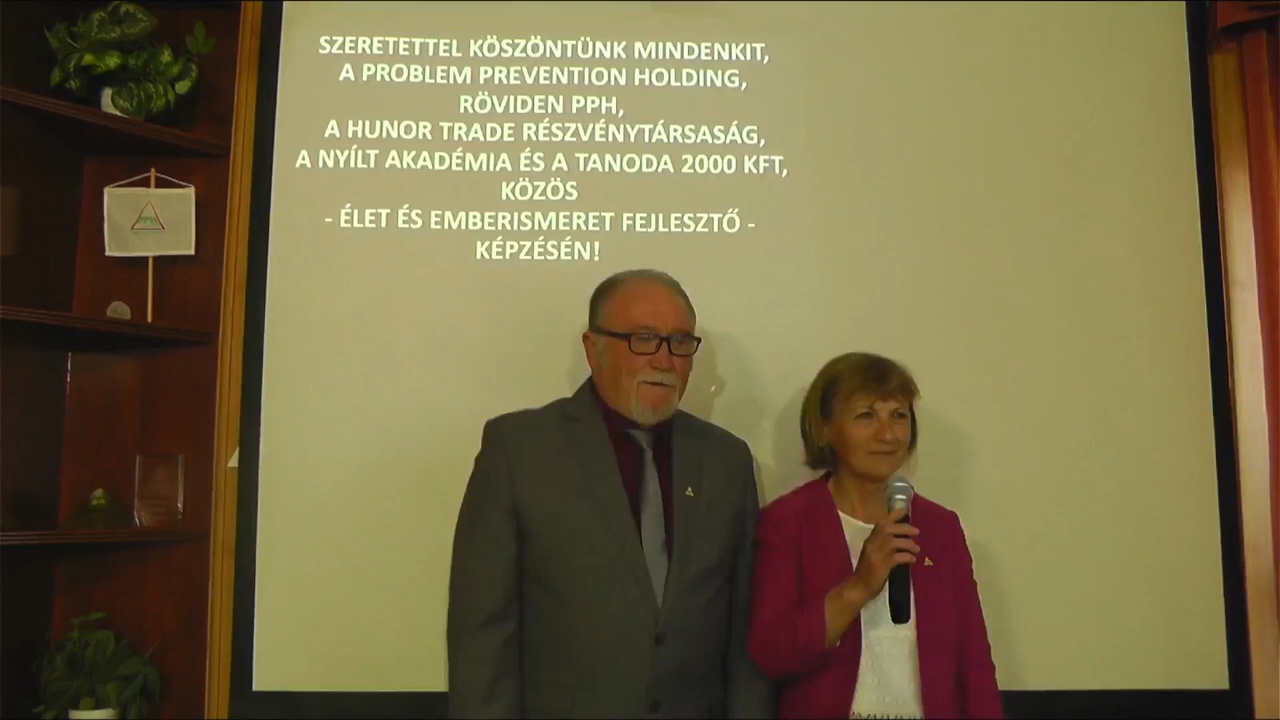 SZERETETTEL KÖSZÖNTÜNK MINDENKIT,
A PROBLEM PREVENTION HOLDING,
RÖVIDEN PPH,
A HUNOR TRADE RÉSZVÉNYTÁRSASÁG,
A NYÍLT AKADÉMIA ÉS A TANODA 2000 KFT,
KÖZÖS
- ÉLET ÉS EMBERISMERET FEJLESZTŐ -
KÉPZÉSÉN!